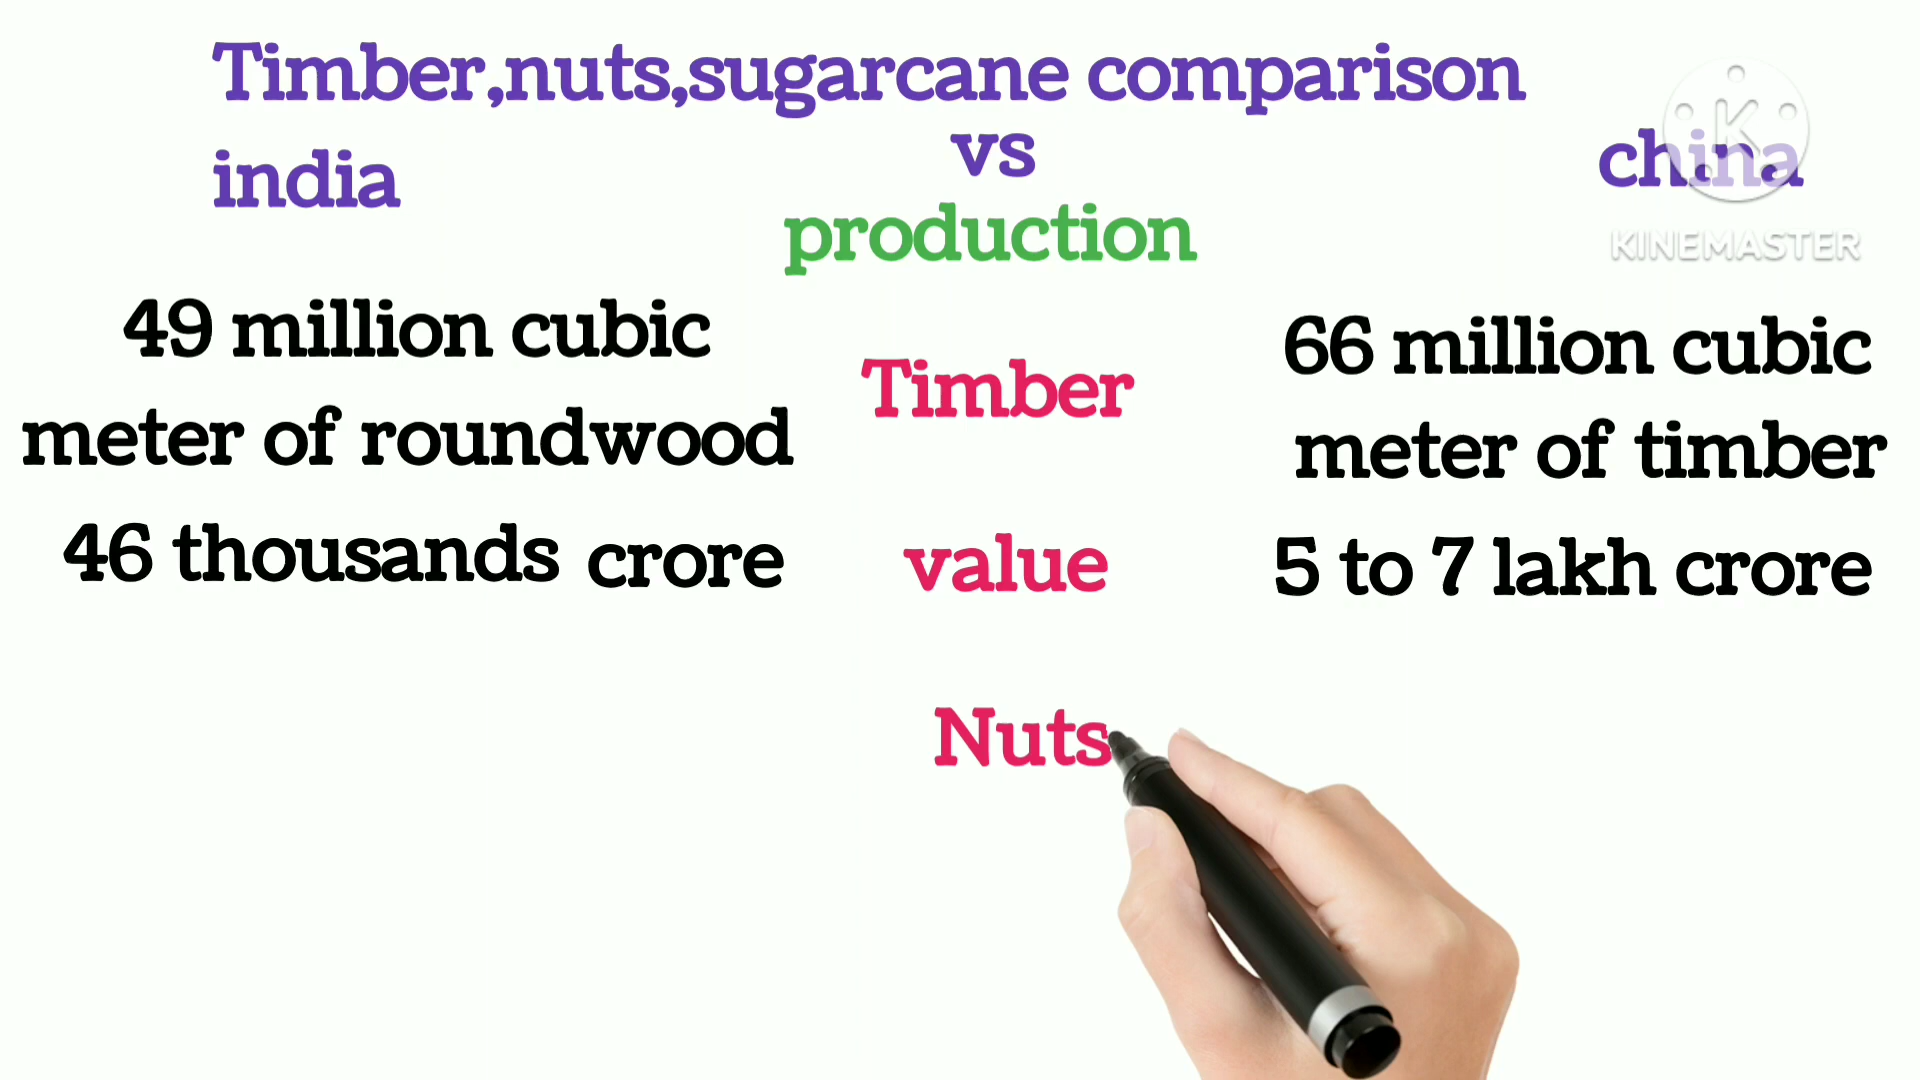 Timber,nuts,sugarcane comparison
india
vs
china
K
KINEMASTER
production
49 million cubic
meter of roundwood
Timber
66 million cubic
meter of timber
46 thousands crore
value
5 to 7 lakh crore
Nuts